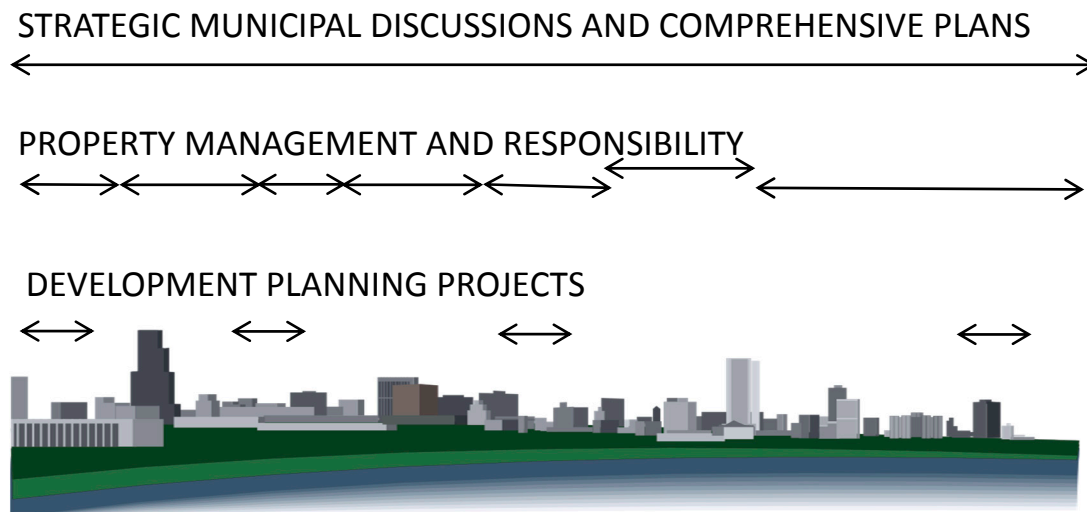 STRATEGIC MUNICIPAL DISCUSSIONS AND COMPREHENSIVE PLANS
PROPERTY MANAGEMENT AND RESPONSIBILITY
DEVELOPMENT PLANNING PROJECTS